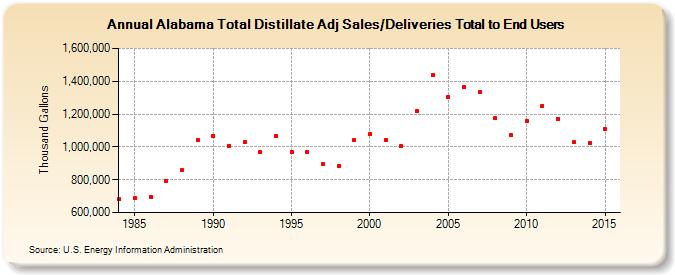 Annual Alabama Total Distillate Adj Sales/Deliveries Total to End Users
Thousand Gallons
1,600,000
1,400,000
1,200,000
1,000,000
800,000
600,000
1985 1990 1995 2000 2005 2010 2015
Source: U.S. Energy Information Administration